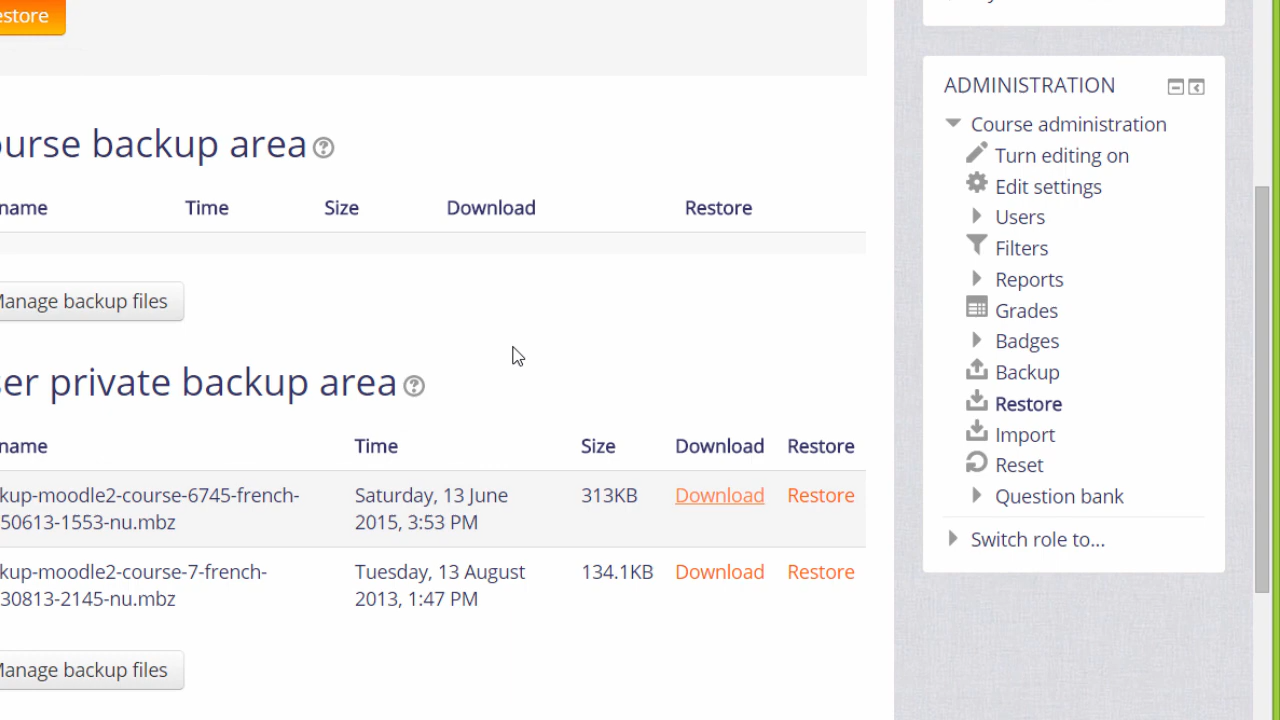 estore
ourse backup area
name Time Size Download Restore
Manage backup files
ser private backup area
name Time Size Download Restore
kup-moodle2-course-6745-french- Saturday, 13 June 313KB Download Restore
50613-1553-nu.mbz 2015, 3:53 PM
kup-moodle2-course-7-french- Tuesday, 13 August 134.1KB Download Restore
30813-2145-nu.mbz 2013, 1:47 PM
Manage backup files
ADMINISTRATION
Course administration
Turn editing on
Edit settings
Users
Filters
Reports
Grades
Badges
Backup
Restore
Import
Reset
Question bank
Switch role to...